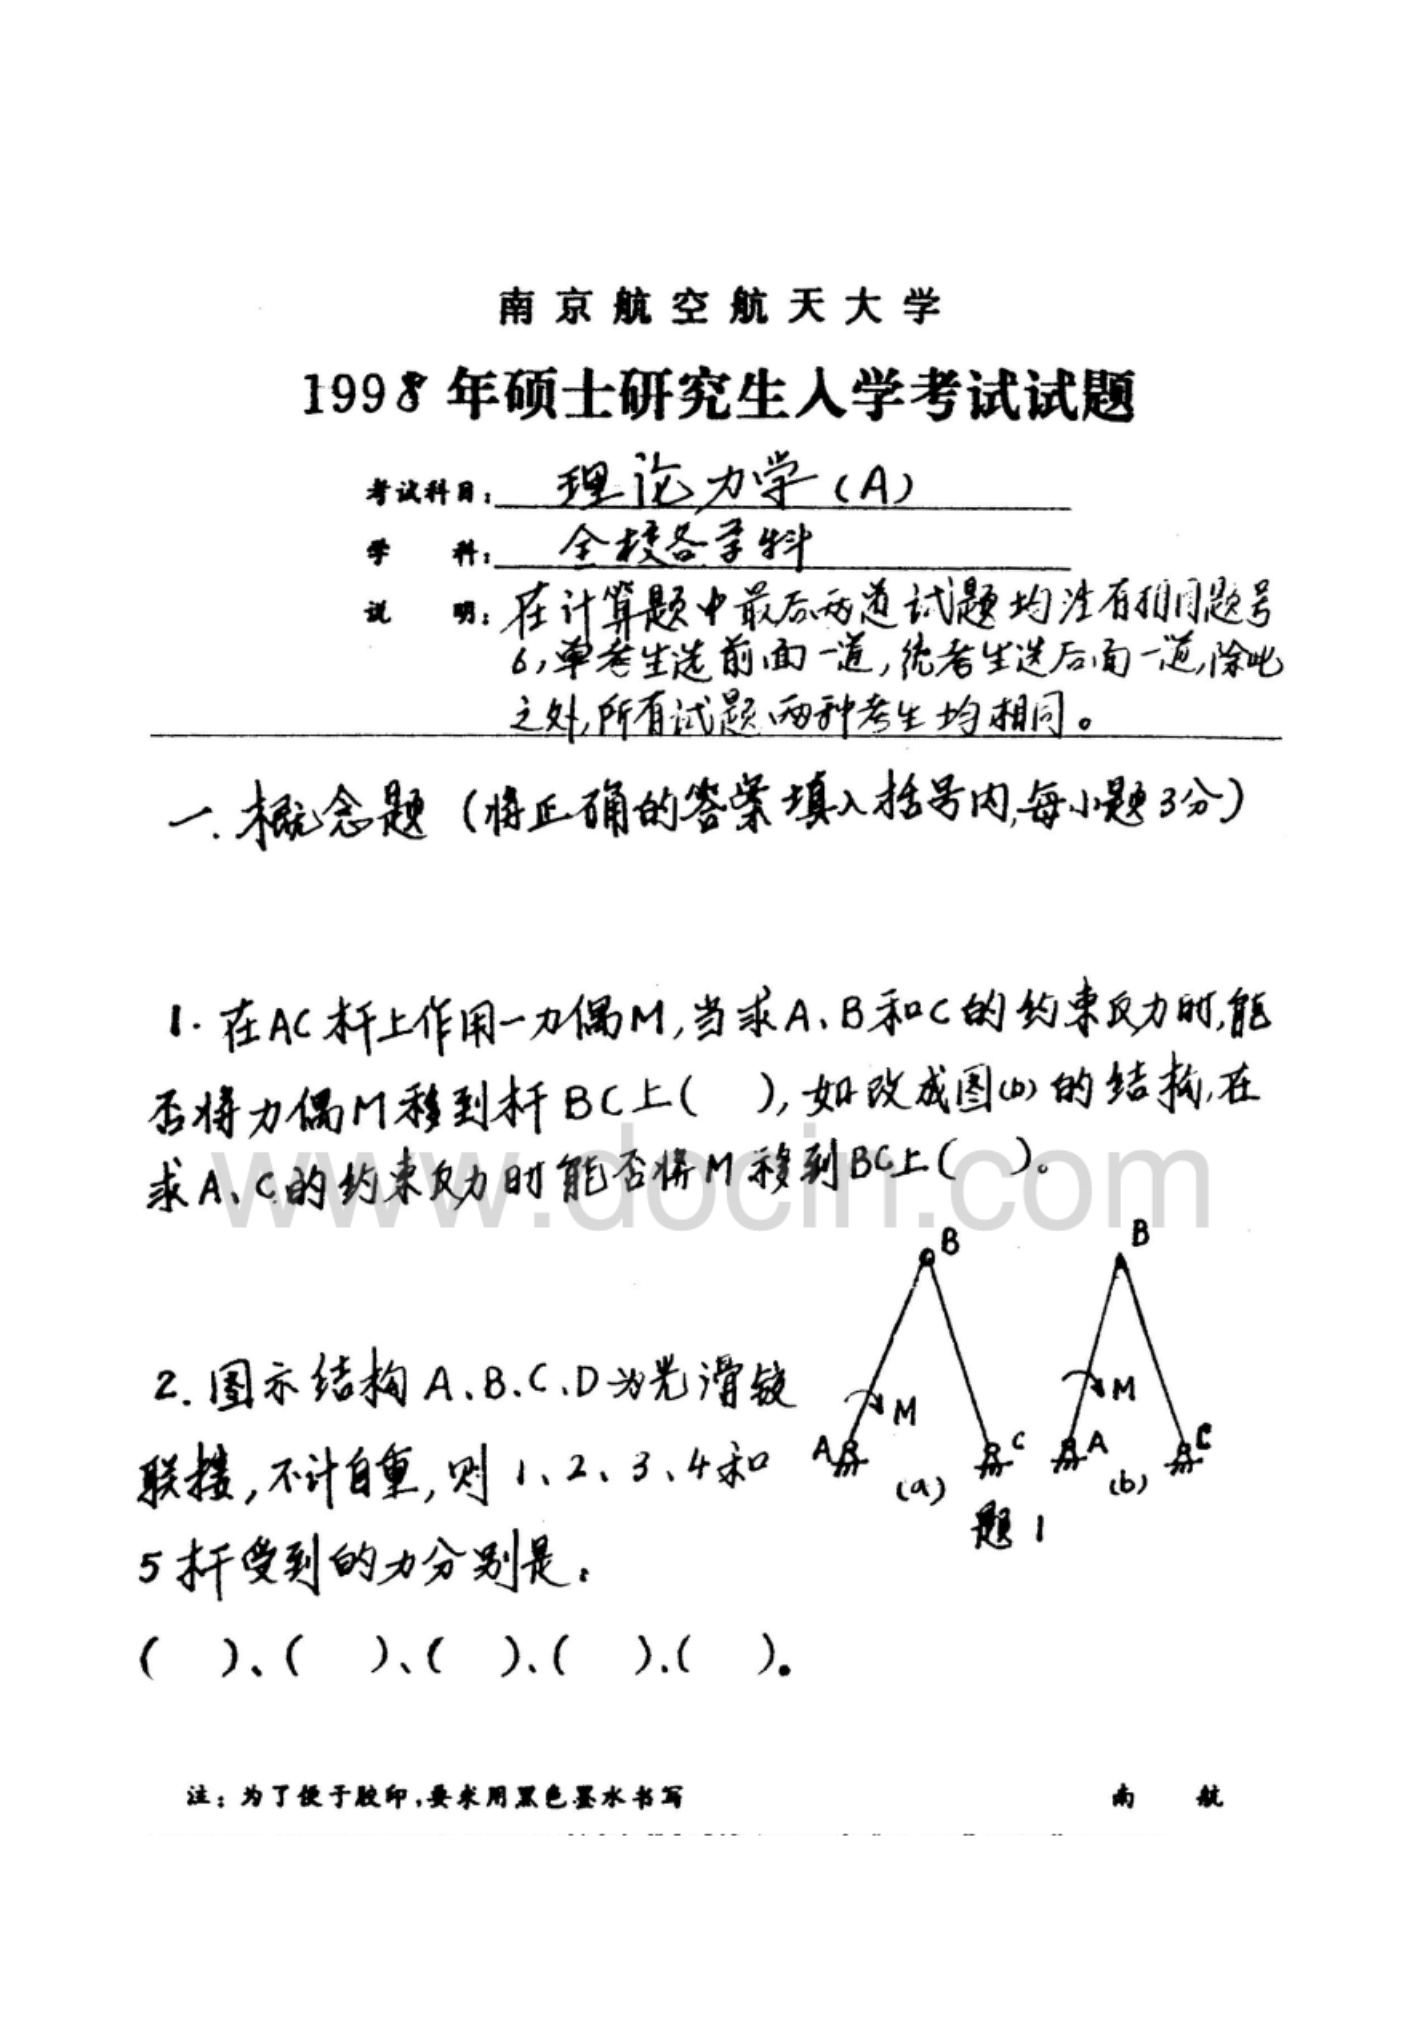 南京航空航天大学
1998年硕士研究生入学考试试题
考试科目: 理论力学(A)
学 科: 全校各学科
说 明: 在计算题中最后两道试题均注有相同题号
6,单考生选前面一道,统考生选后面一道,除此
之外,所有试题两种考生均相同。
一.概念题(将正确的答案填入括号内,每小题3分)
1.在AC杆上作用一力偶M,当求A、B和C的约束反力时,能
否将力偶M移到杆BC上( ),如改成图(b)的结构,在
求A、C的约束反力时能否将M移到BC上( )。
www.docin.com
B
B
M
M
A
C
A
C
(a)
(b)
题1
2.图示结构A、B、C、D为光滑铰
联接,不计自重,则1、2、3、4和
5杆受到的力分别是:
( )、( )、( )、( )、( )。
注:为了便于胶印,要求用黑色墨水书写
南 航